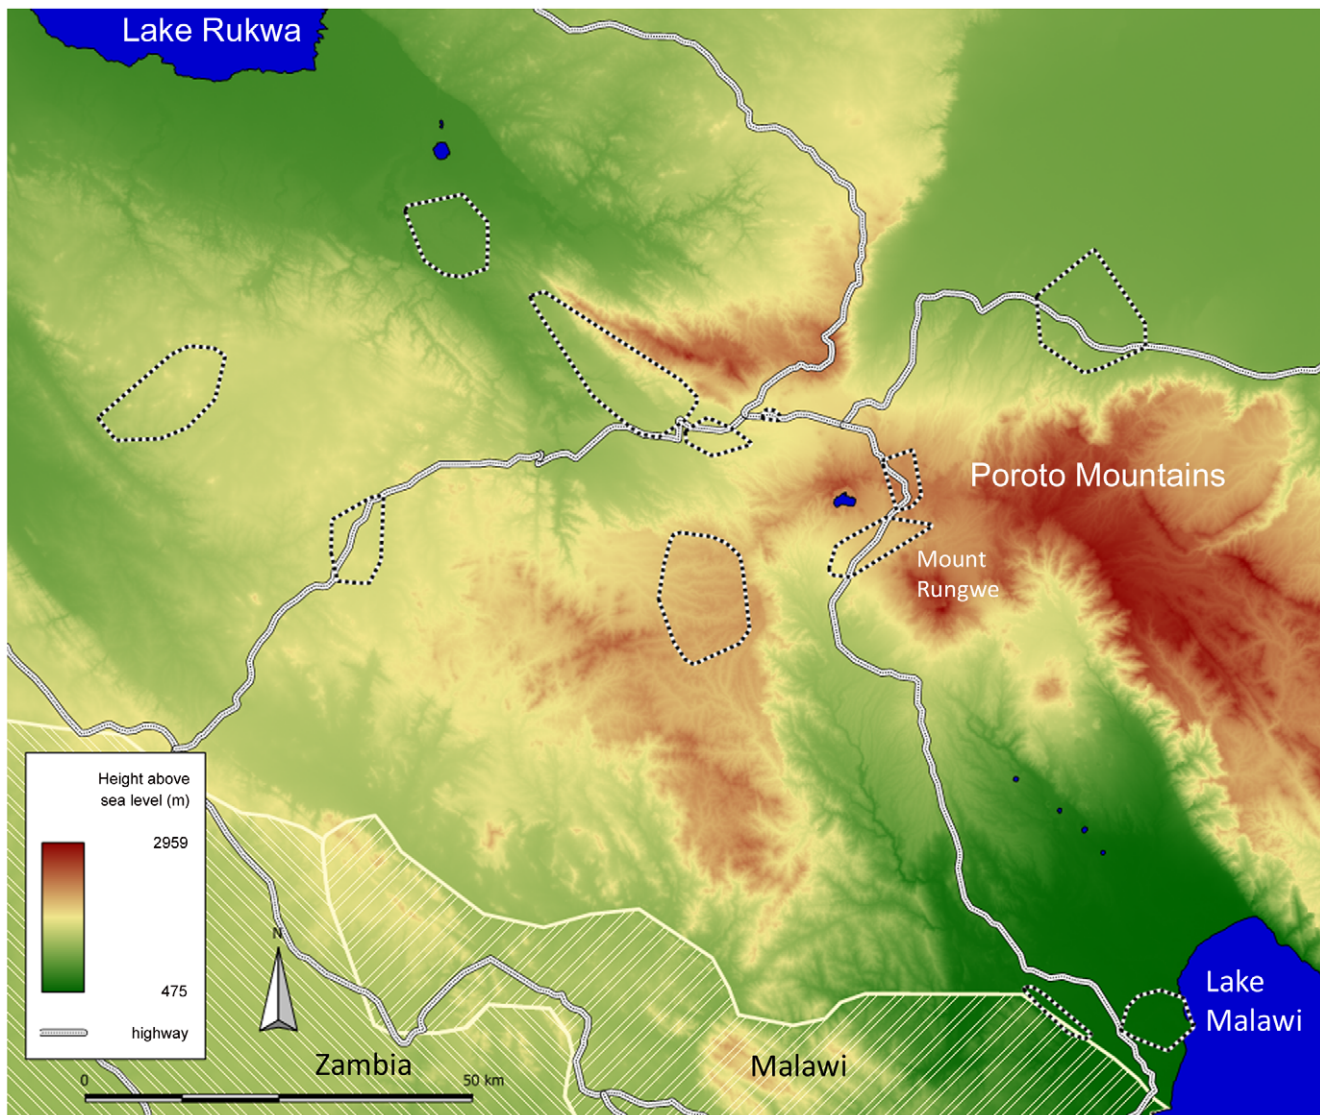 Lake Rukwa
Poroto Mountains
Mount
Rungwe
Height above
sea level (m)
2959
475
highway
N
0
50 km
Zambia
Malawi
Lake
Malawi